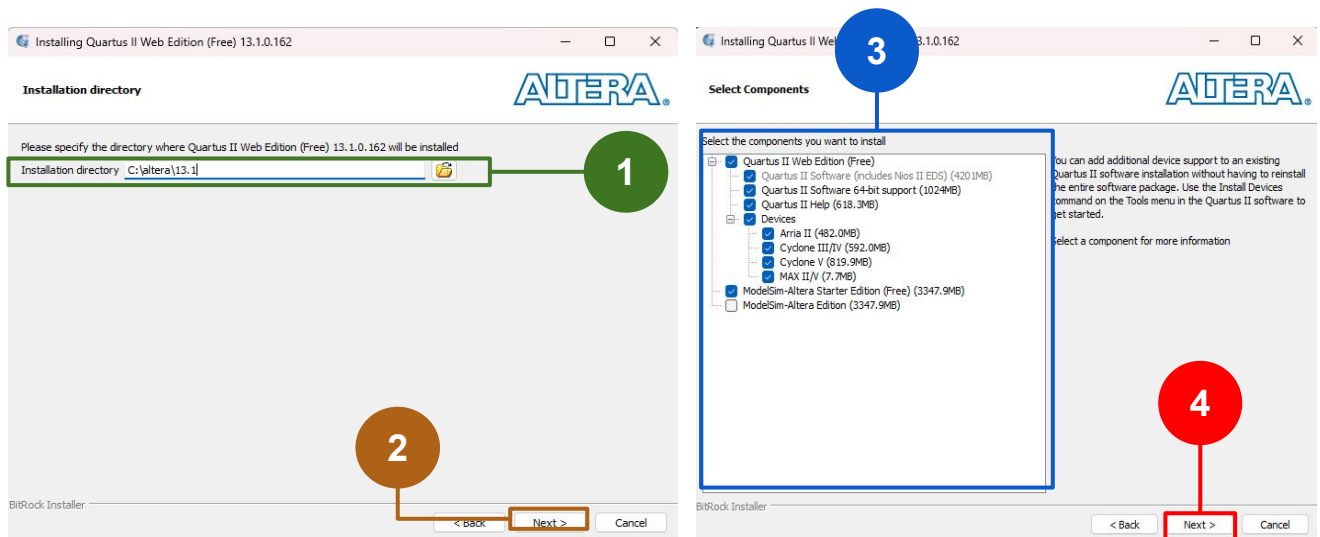 Installing Quartus II Web Edition (Free) 13.1.0.162
Installation directory
ALTERA
Please specify the directory where Quartus II Web Edition (Free) 13.1.0.162 will be installed
Installation directory C:\altera\13.1
1
2
BitRock Installer
< Back Next > Cancel
Installing Quartus II We 3.1.0.162
3
Select Components
ALTERA
Select the components you want to install
Quartus II Web Edition (Free)
Quartus II Software (includes Nios II EDS) (4201MB)
Quartus II Software 64-bit support (1024MB)
Quartus II Help (618.3MB)
Devices
Arria II (482.0MB)
Cyclone III/IV (592.0MB)
Cyclone V (819.9MB)
MAX II/V (7.7MB)
ModelSim-Altera Starter Edition (Free) (3347.9MB)
ModelSim-Altera Edition (3347.9MB)
You can add additional device support to an existing
Quartus II software installation without having to reinstall
the entire software package. Use the Install Devices
command on the Tools menu in the Quartus II software to
get started.
Select a component for more information
4
BitRock Installer
< Back Next > Cancel